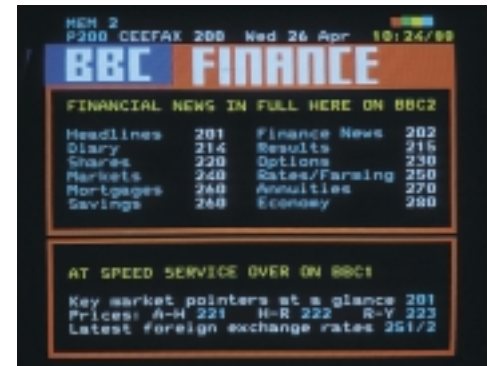 MEM 2
P200 CEEFAX 200 Wed 26 Apr 10:24/00
BBC FINANCE
FINANCIAL NEWS IN FULL HERE ON BBC2
Headlines 201 Finance News 202
Diary 214 Results 215
Shares 220 Options 230
Markets 240 Rates/Farming 250
Mortgages 260 Annuities 270
Savings 260 Economy 280
AT SPEED SERVICE OVER ON BBC1
Key market pointers at a glance 201
Prices: A-H 221 H-R 222 R-Y 223
Latest foreign exchange rates 251/2